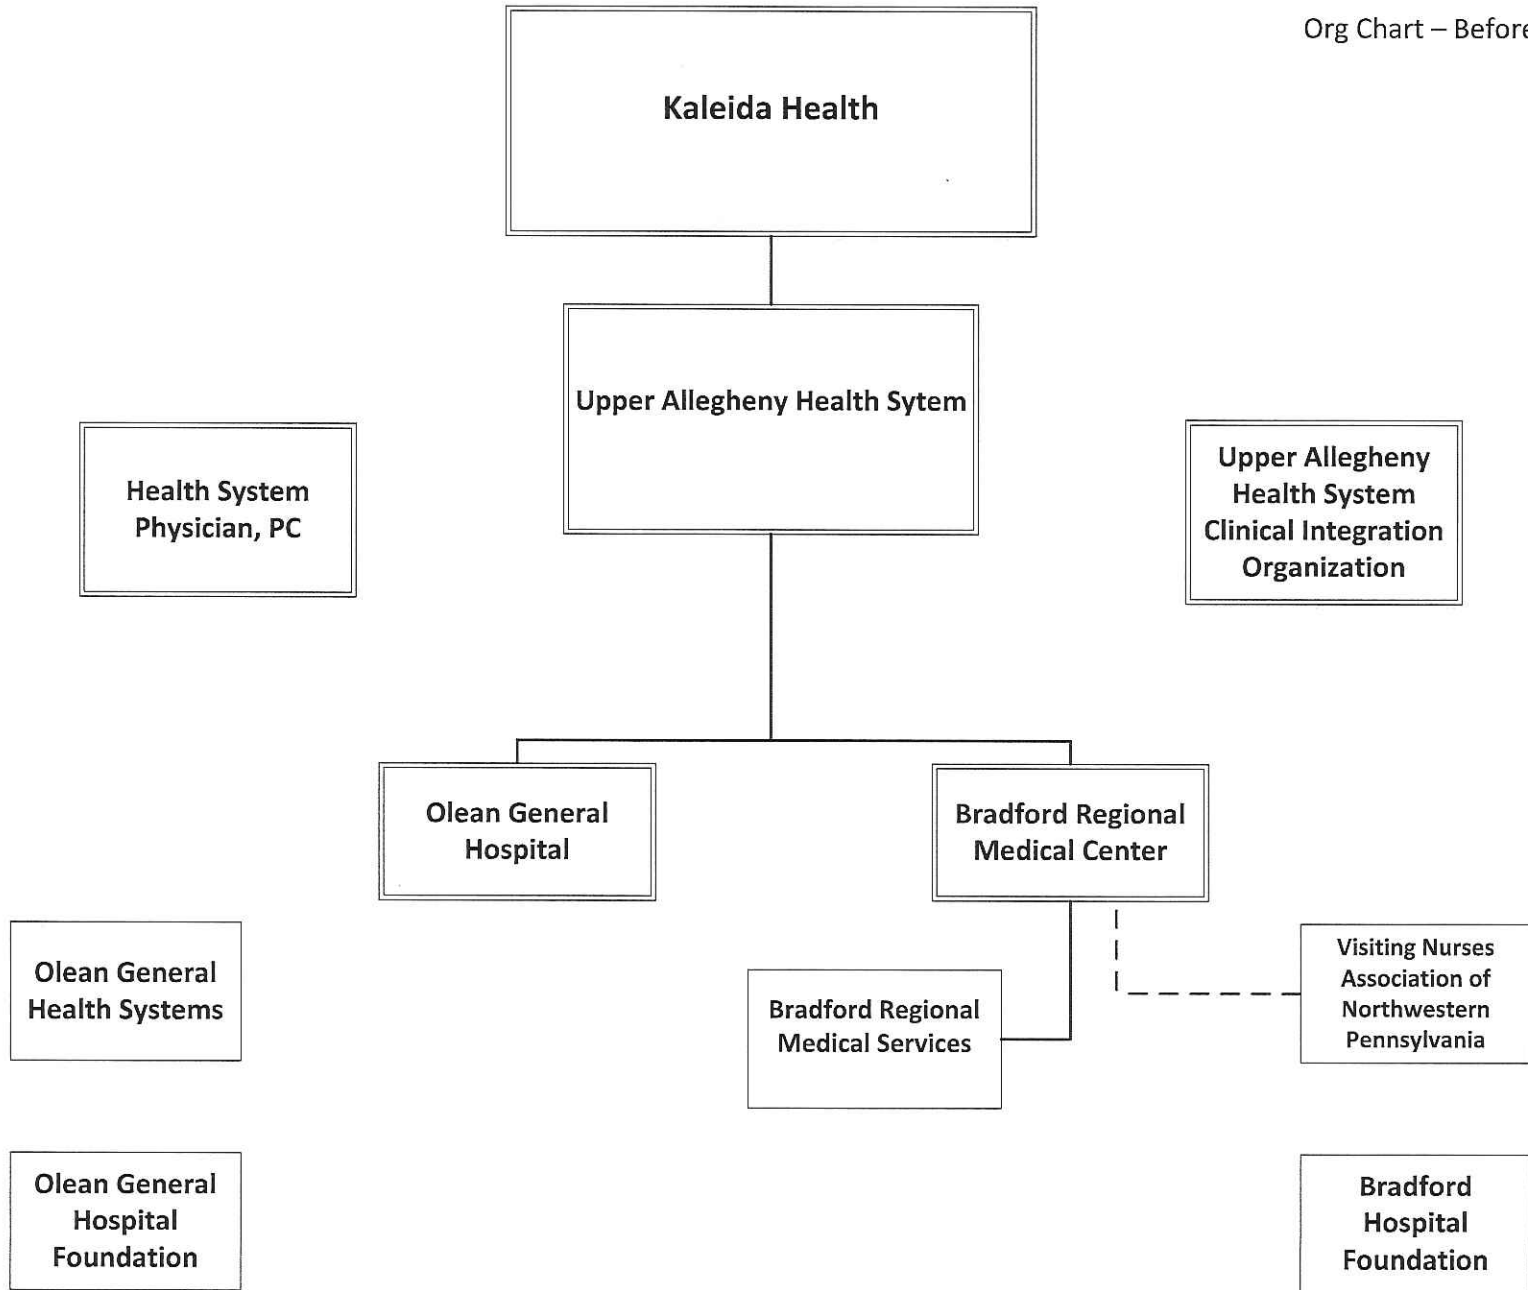 Org Chart – Before
Kaleida Health
Upper Allegheny Health Sytem
Health System
Physician, PC
Upper Allegheny
Health System
Clinical Integration
Organization
Olean General
Hospital
Bradford Regional
Medical Center
Olean General
Health Systems
Bradford Regional
Medical Services
Visiting Nurses
Association of
Northwestern
Pennsylvania
Olean General
Hospital
Foundation
Bradford
Hospital
Foundation